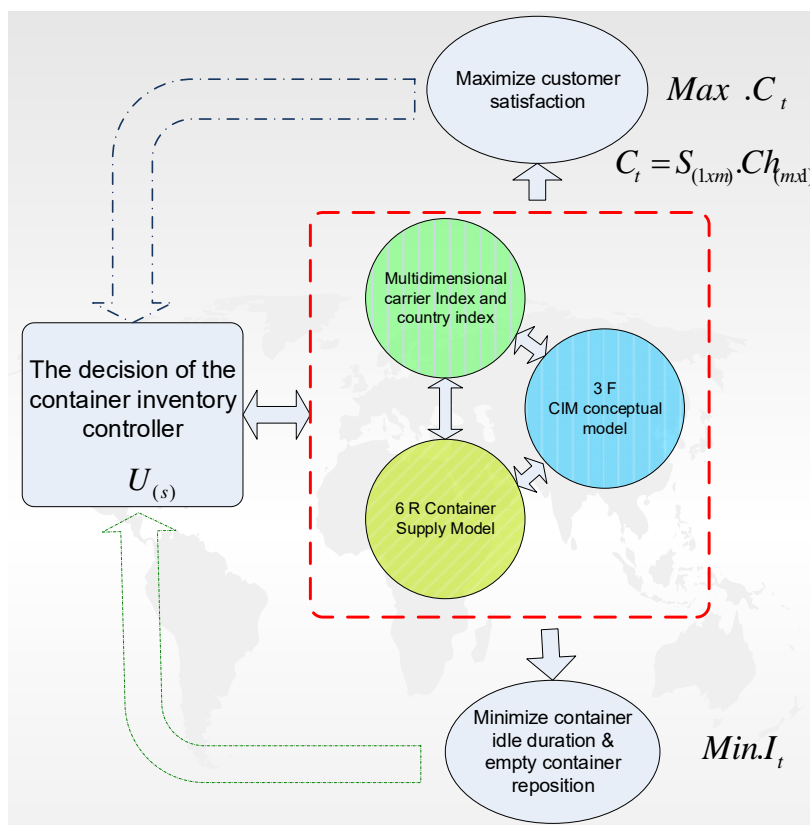 Maximize customer
satisfaction
Max .C_t
C_t = S_(1xm).Ch_(mx1)
Multidimensional
carrier Index and
country index
The decision of the
container inventory
controller
U_(s)
3 F
CIM conceptual
model
6 R Container
Supply Model
Minimize container
idle duration &
empty container
reposition
Min.I_t